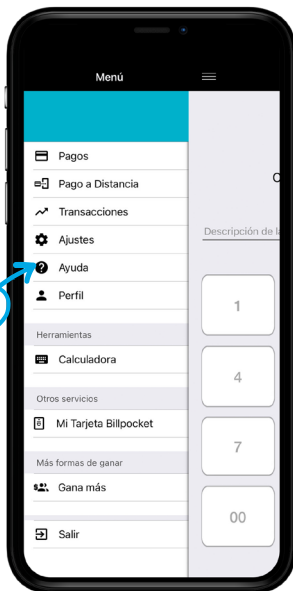 Menú
Pagos
Pago a Distancia
Transacciones
Ajustes
Ayuda
Perfil
Herramientas
Calculadora
Otros servicios
Mi Tarjeta Billpocket
Más formas de ganar
Gana más
Salir
Descripción de
1
4
7
00